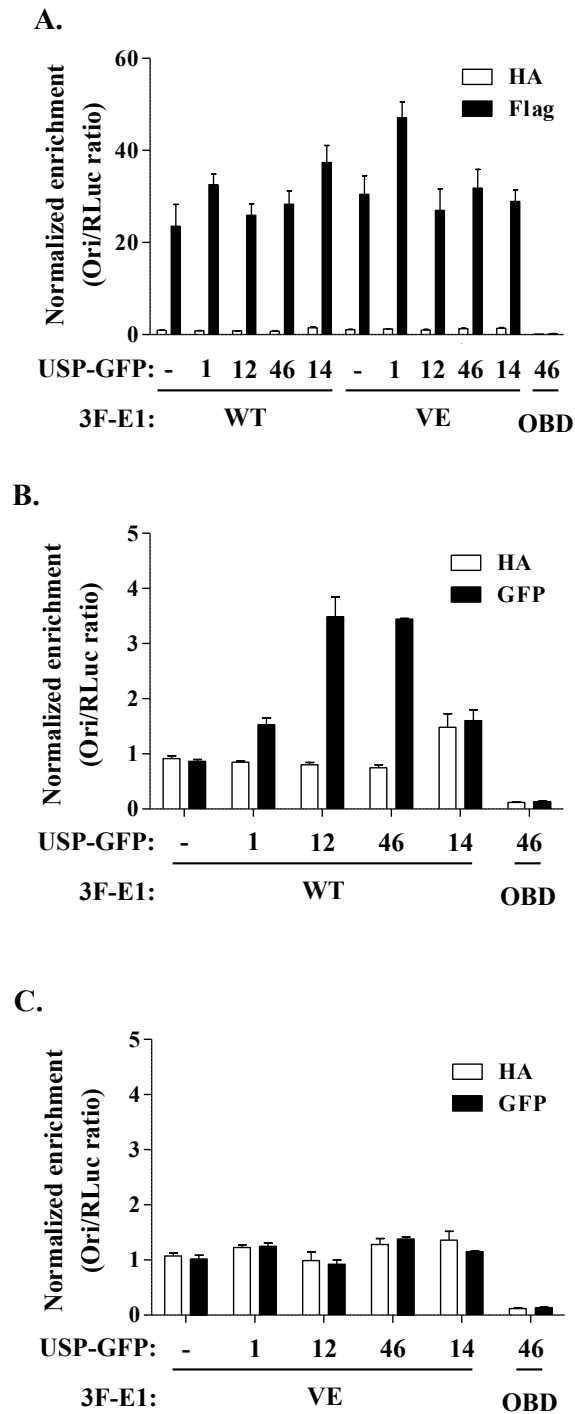 A.
Normalized enrichment
(Ori/RLuc ratio)
60
40
20
0
HA
Flag
USP-GFP: - 1 12 46 14 - 1 12 46 14 46
3F-E1: WT VE OBD
B.
Normalized enrichment
(Ori/RLuc ratio)
5
4
3
2
1
0
HA
GFP
USP-GFP: - 1 12 46 14 46
3F-E1: WT OBD
C.
Normalized enrichment
(Ori/RLuc ratio)
5
4
3
2
1
0
HA
GFP
USP-GFP: - 1 12 46 14 46
3F-E1: VE OBD